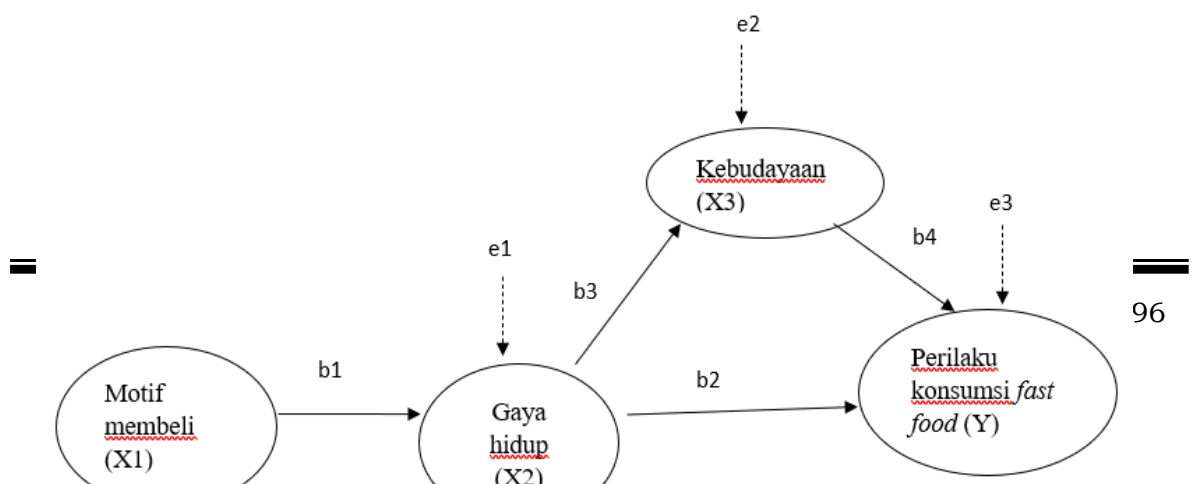 e2
Kebudayaan
(X3)
e3
b4
e1
b3
96
Perilaku
konsumsi fast
food (Y)
b1
b2
Motif
membeli
(X1)
Gaya
hidup
(X2)